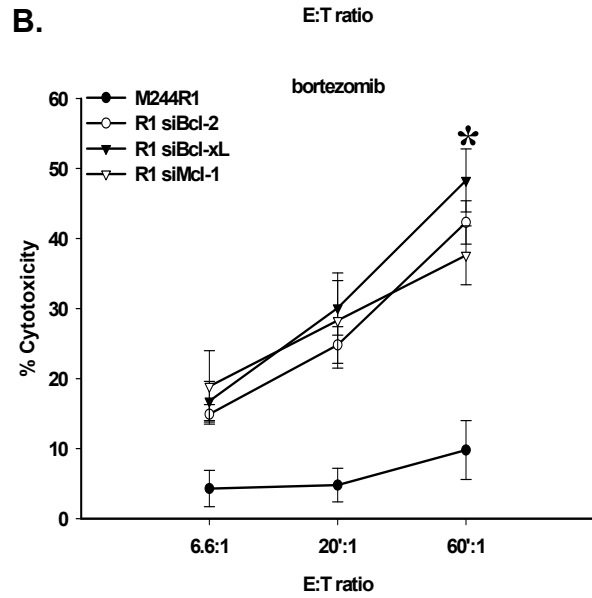 B.
E:T ratio
bortezomib
M244R1
R1 siBcl-2
R1 siBcl-xL
R1 siMcl-1
*
60
50
40
30
20
10
0
% Cytotoxicity
6.6:1 20':1 60':1
E:T ratio